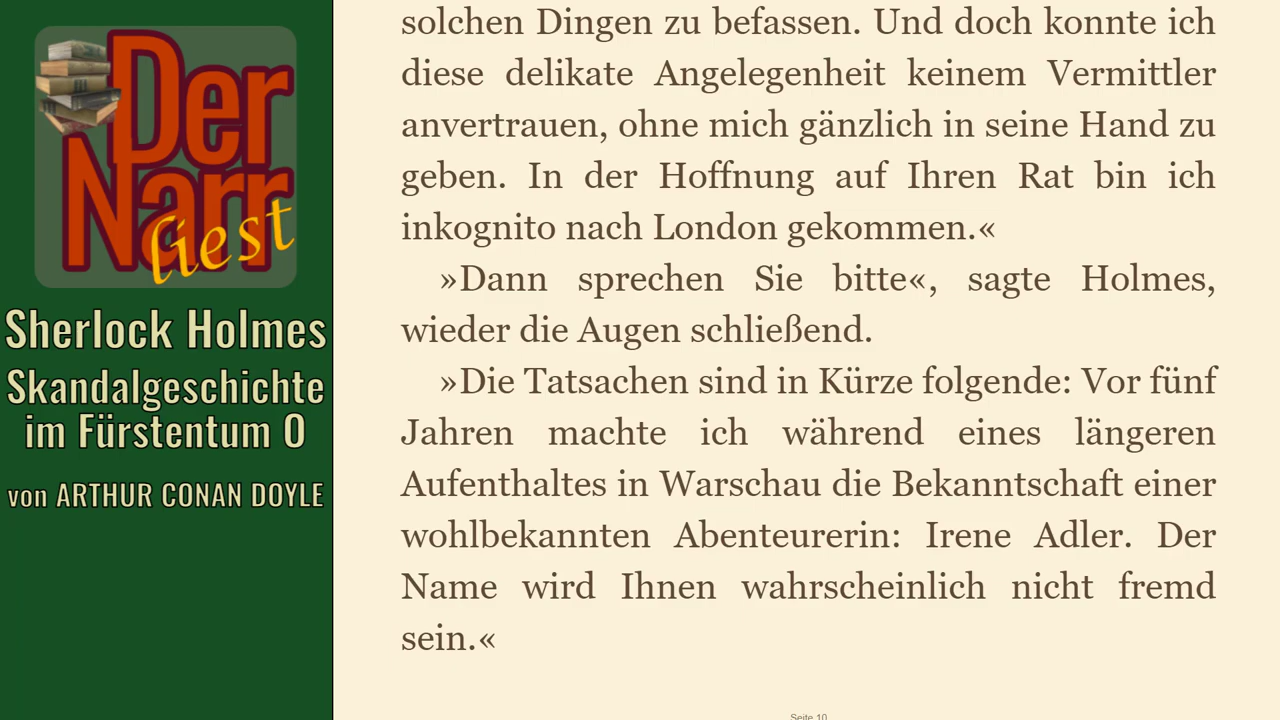 Der
Narr
liest
Sherlock Holmes
Skandalgeschichte
im Fürstentum O
von ARTHUR CONAN DOYLE
solchen Dingen zu befassen. Und doch konnte ich
diese delikate Angelegenheit keinem Vermittler
anvertrauen, ohne mich gänzlich in seine Hand zu
geben. In der Hoffnung auf Ihren Rat bin ich
inkognito nach London gekommen.«
»Dann sprechen Sie bitte«, sagte Holmes,
wieder die Augen schließend.
»Die Tatsachen sind in Kürze folgende: Vor fünf
Jahren machte ich während eines längeren
Aufenthaltes in Warschau die Bekanntschaft einer
wohlbekannten Abenteurerin: Irene Adler. Der
Name wird Ihnen wahrscheinlich nicht fremd
sein.«
Seite 10